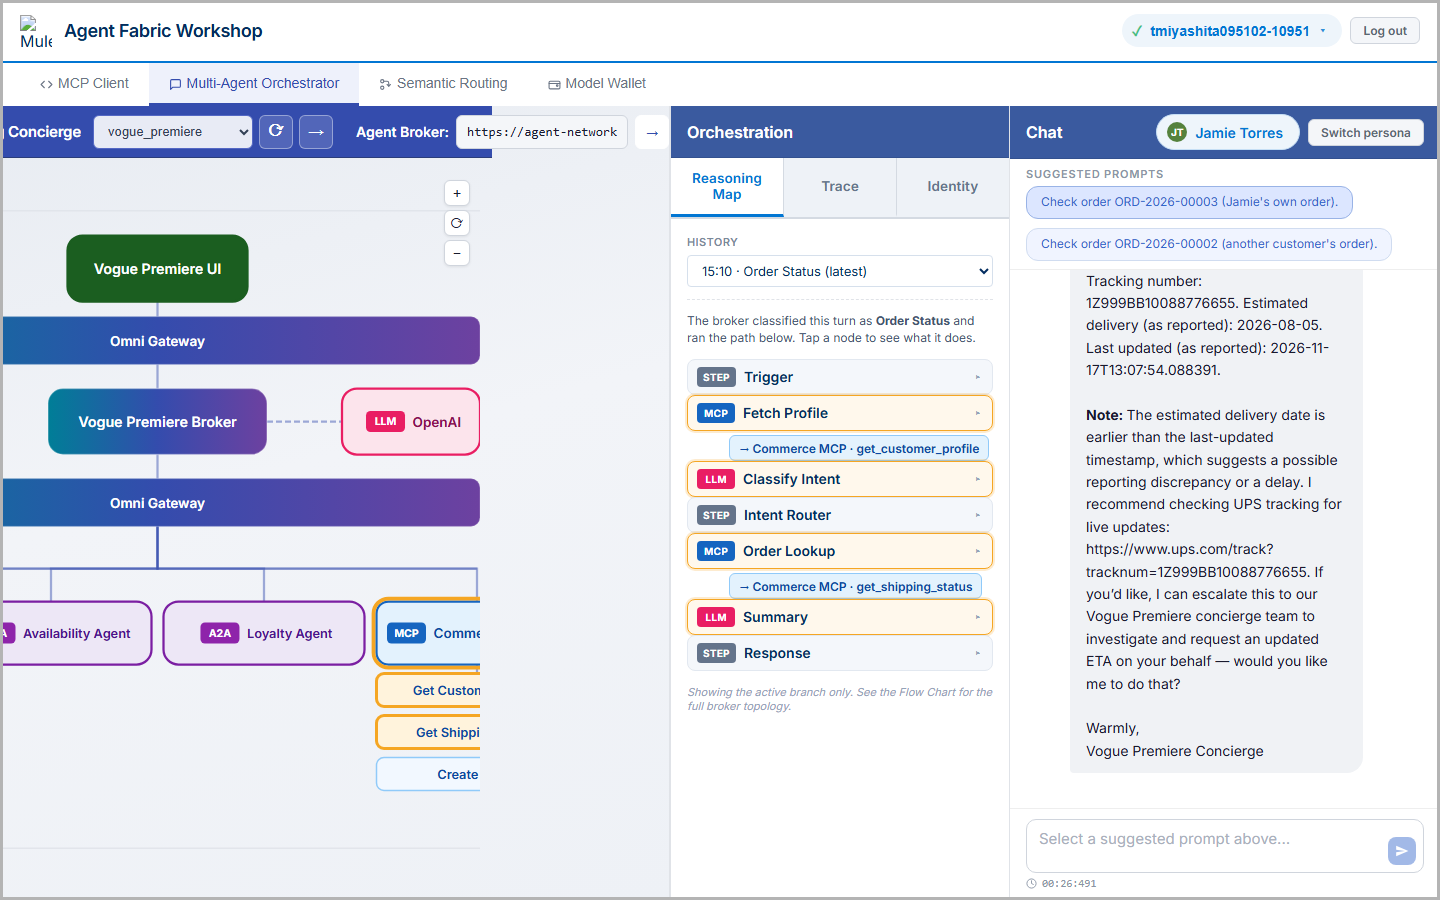 Mule
Agent Fabric Workshop
✓ tmiyashita095102-10951
Log out
MCP Client
Multi-Agent Orchestrator
Semantic Routing
Model Wallet
Concierge
vogue_premiere
→
Agent Broker:
https://agent-network
→
+
−
Vogue Premiere UI
Omni Gateway
Vogue Premiere Broker
LLM OpenAI
Omni Gateway
A Availability Agent
A2A Loyalty Agent
MCP Comme
Get Custon
Get Shippi
Create
Orchestration
Reasoning
Map
Trace
Identity
HISTORY
15:10 · Order Status (latest)
The broker classified this turn as Order Status and
ran the path below. Tap a node to see what it does.
STEP Trigger
MCP Fetch Profile
→ Commerce MCP · get_customer_profile
LLM Classify Intent
STEP Intent Router
MCP Order Lookup
→ Commerce MCP · get_shipping_status
LLM Summary
STEP Response
Showing the active branch only. See the Flow Chart for the
full broker topology.
Chat
JT Jamie Torres
Switch persona
SUGGESTED PROMPTS
Check order ORD-2026-00003 (Jamie's own order).
Check order ORD-2026-00002 (another customer's order).
Tracking number:
1Z999BB10088776655. Estimated
delivery (as reported): 2026-08-05.
Last updated (as reported): 2026-11-
17T13:07:54.088391.
Note: The estimated delivery date is
earlier than the last-updated
timestamp, which suggests a possible
reporting discrepancy or a delay. I
recommend checking UPS tracking for
live updates:
https://www.ups.com/track?
tracknum=1Z999BB10088776655. If
you'd like, I can escalate this to our
Vogue Premiere concierge team to
investigate and request an updated
ETA on your behalf — would you like
me to do that?
Warmly,
Vogue Premiere Concierge
Select a suggested prompt above...
00:26:491